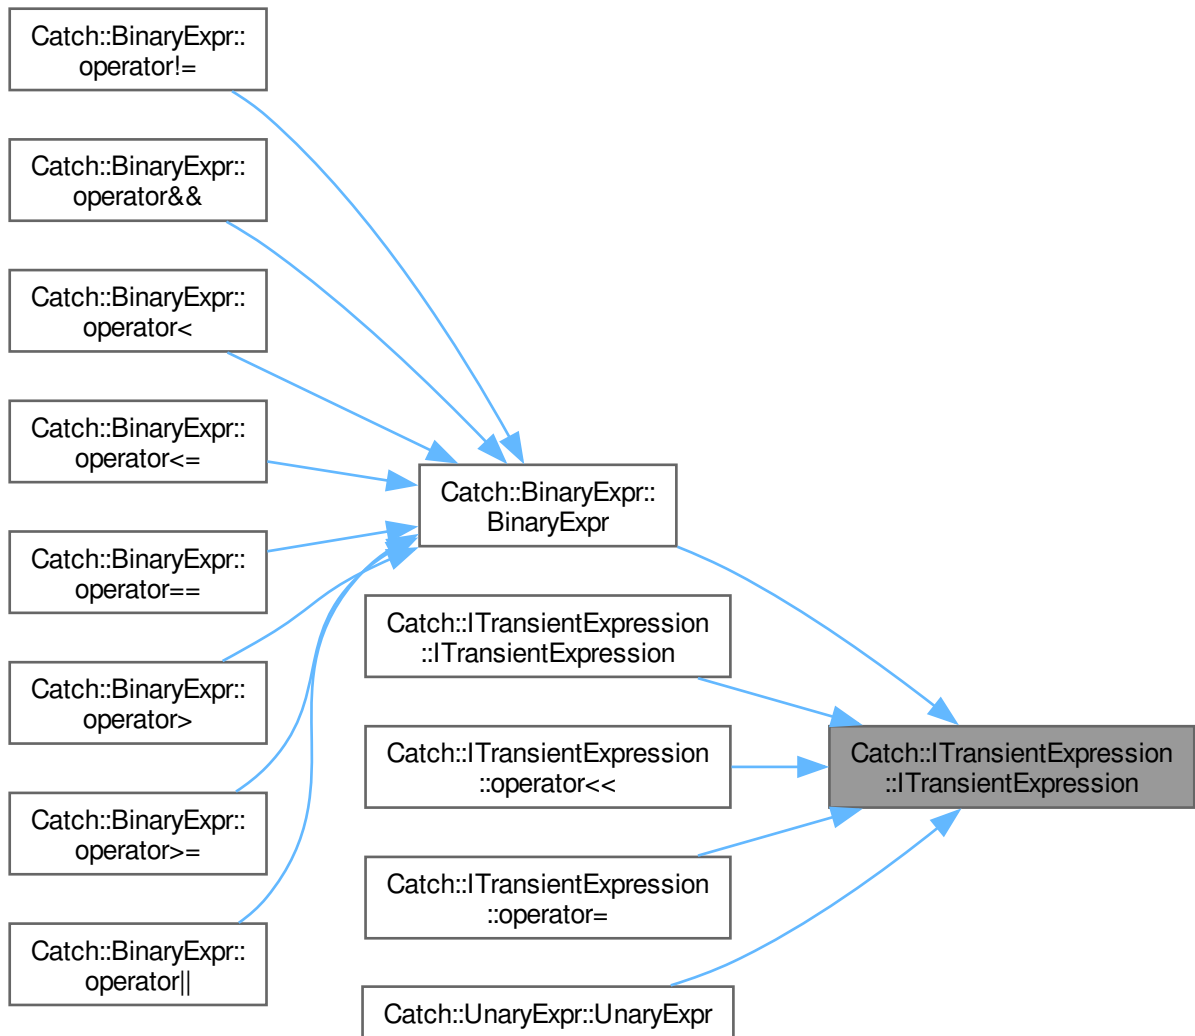 Catch::BinaryExpr::
operator!=
Catch::BinaryExpr::
operator&&
Catch::BinaryExpr::
operator<
Catch::BinaryExpr::
operator<=
Catch::BinaryExpr::
operator==
Catch::BinaryExpr::
operator>
Catch::BinaryExpr::
operator>=
Catch::BinaryExpr::
operator||
Catch::BinaryExpr::
BinaryExpr
Catch::ITransientExpression
::ITransientExpression
Catch::ITransientExpression
::operator<<
Catch::ITransientExpression
::operator=
Catch::UnaryExpr::UnaryExpr
Catch::ITransientExpression
::ITransientExpression